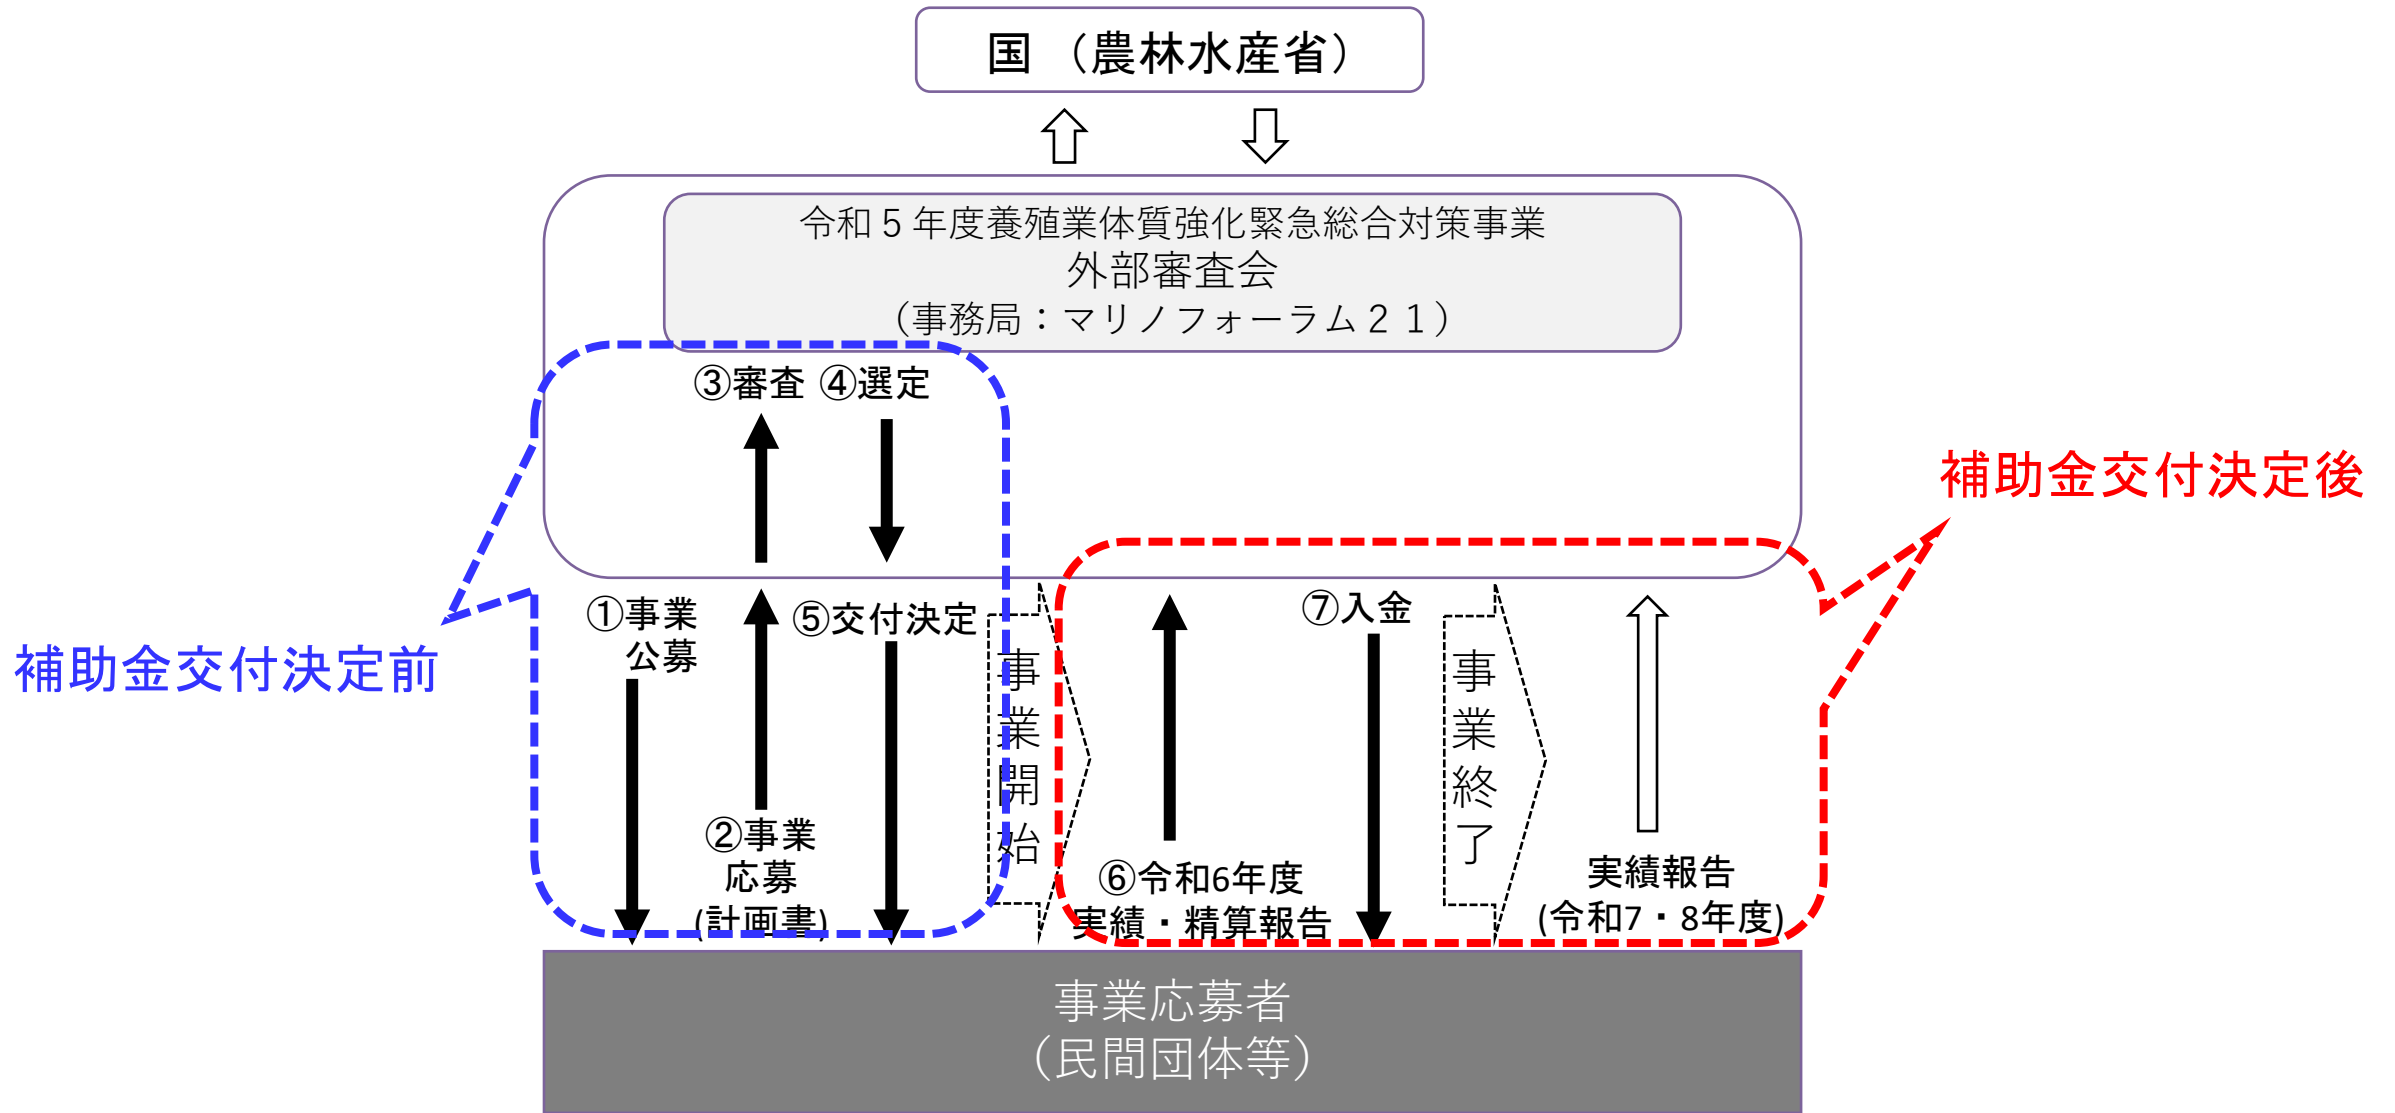 国（農林水産省）
令和５年度養殖業体質強化緊急総合対策事業
外部審査会
（事務局：マリノフォーラム２１）
③審査
④選定
補助金交付決定前
補助金交付決定後
①事業
公募
②事業
応募
(計画書)
⑤交付決定
事業開始
⑥令和6年度
実績・精算報告
⑦入金
事業終了
実績報告
(令和7・8年度)
事業応募者
（民間団体等）